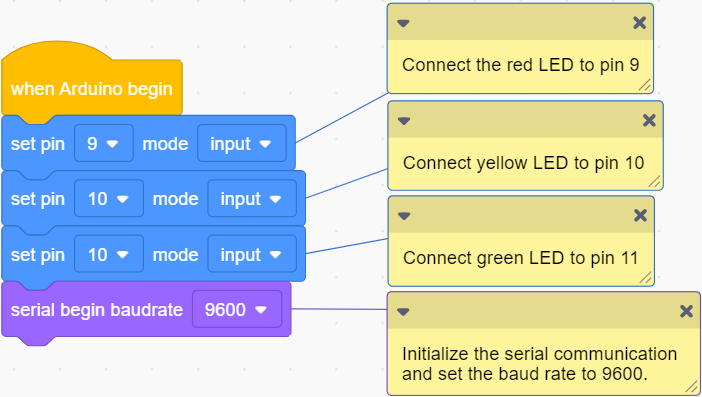 when Arduino begin
set pin 9 mode input
set pin 10 mode input
set pin 10 mode input
serial begin baudrate 9600
Connect the red LED to pin 9
Connect yellow LED to pin 10
Connect green LED to pin 11
Initialize the serial communication
and set the baud rate to 9600.